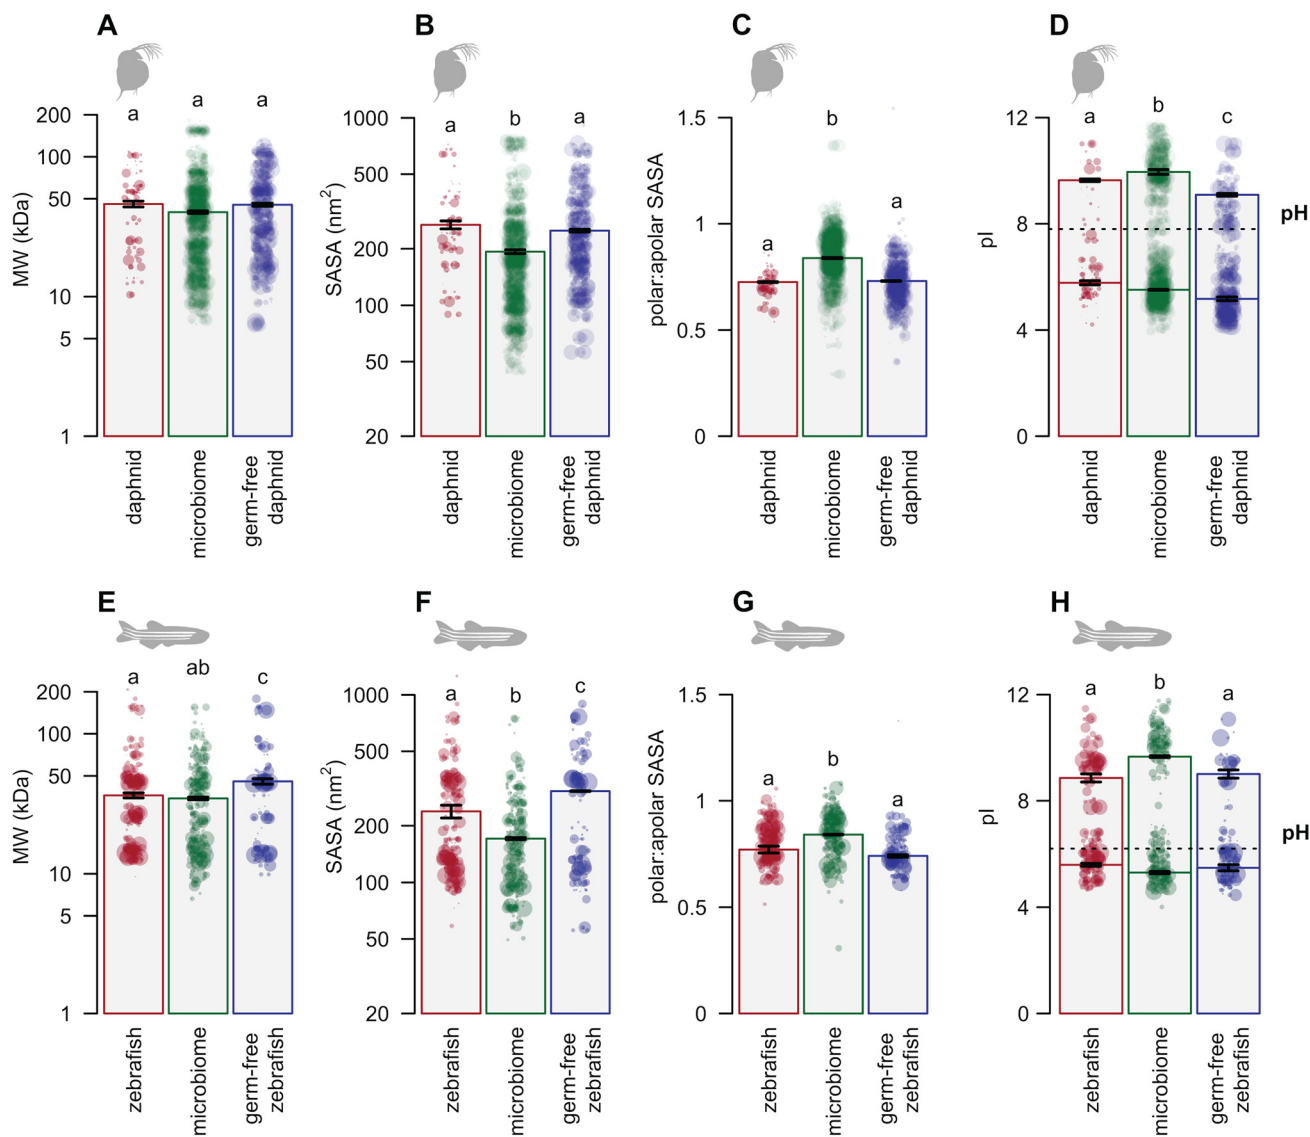 A
B
C
D
a
a
a
a
b
a
b
a
a
a
b
c
MW (kDa)
200
100
50
10
5
1
SASA (nm²)
1000
500
200
100
50
20
polar:apolar SASA
1.5
1
0.5
0
pI
12
8
4
0
pH
daphnid
microbiome
germ-free
daphnid
daphnid
microbiome
germ-free
daphnid
daphnid
microbiome
germ-free
daphnid
daphnid
microbiome
germ-free
daphnid
E
F
G
H
a
ab
c
a
b
c
a
b
a
a
b
a
MW (kDa)
200
100
50
10
5
1
SASA (nm²)
1000
500
200
100
50
20
polar:apolar SASA
1.5
1
0.5
0
pI
12
8
4
0
pH
zebrafish
microbiome
germ-free
zebrafish
zebrafish
microbiome
germ-free
zebrafish
zebrafish
microbiome
germ-free
zebrafish
zebrafish
microbiome
germ-free
zebrafish